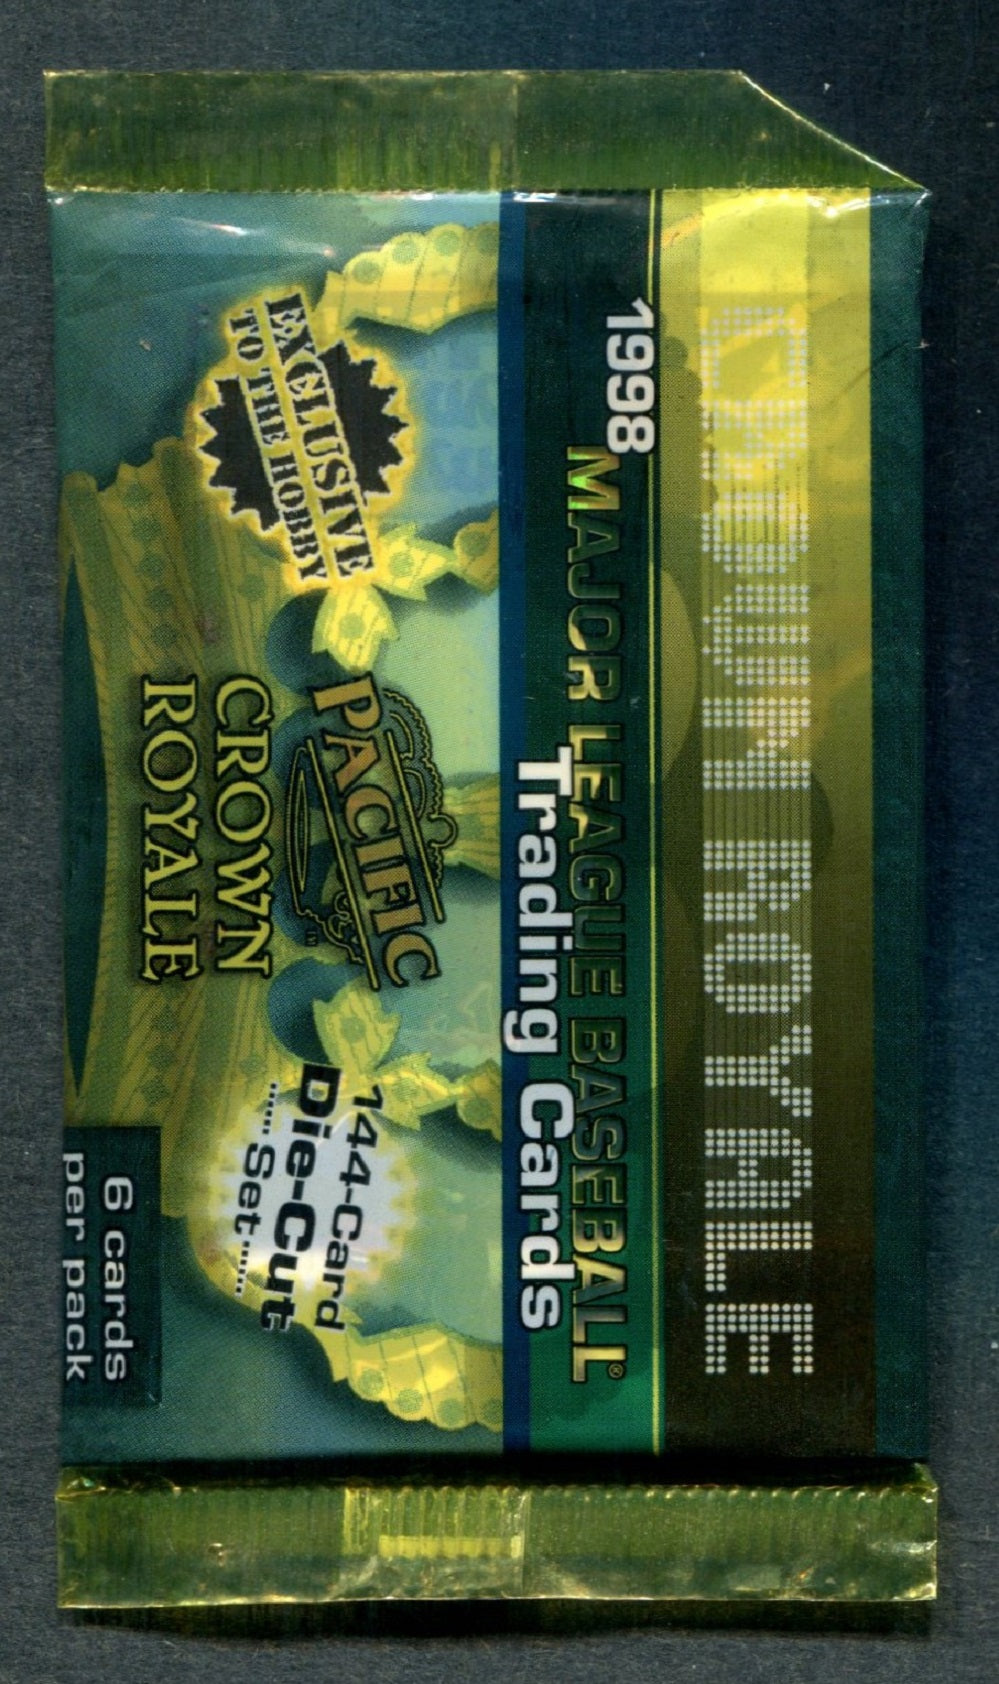 CROWN ROYALE
1998
MAJOR LEAGUE BASEBALL®
Trading Cards
EXCLUSIVE
TO THE HOBBY
PACIFIC
TM
CROWN
ROYALE
144-Card
Die-Cut
Set
6 cards
per pack